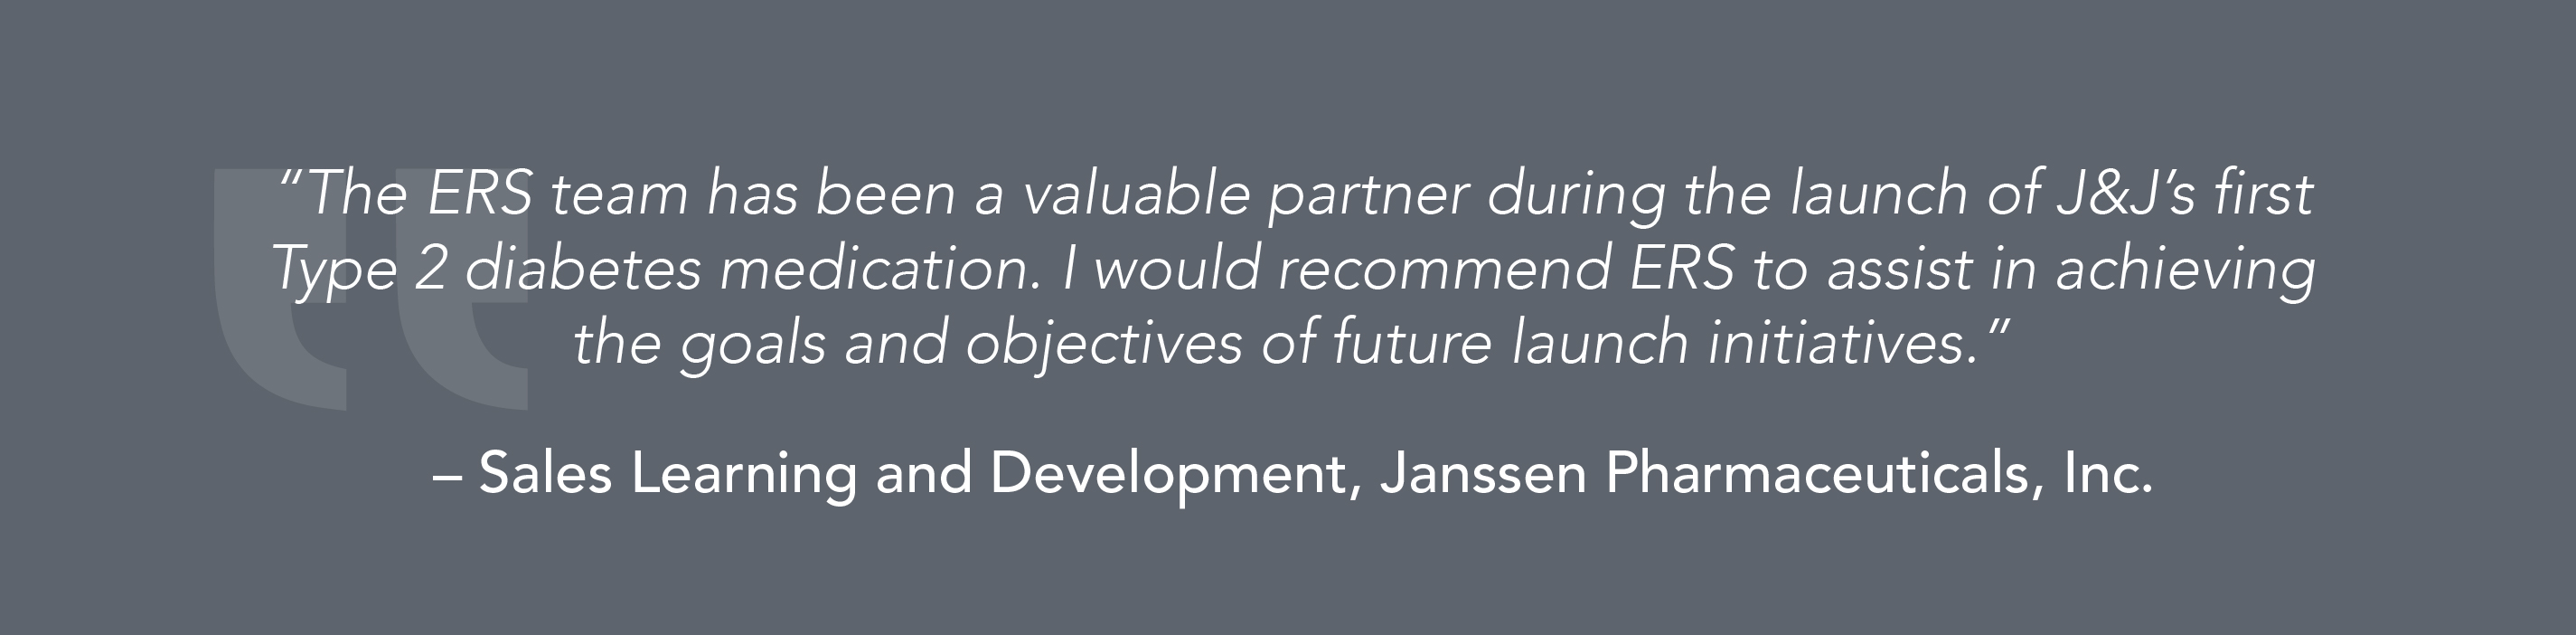 “The ERS team has been a valuable partner during the launch of J&J’s first
Type 2 diabetes medication. I would recommend ERS to assist in achieving
the goals and objectives of future launch initiatives.”
– Sales Learning and Development, Janssen Pharmaceuticals, Inc.